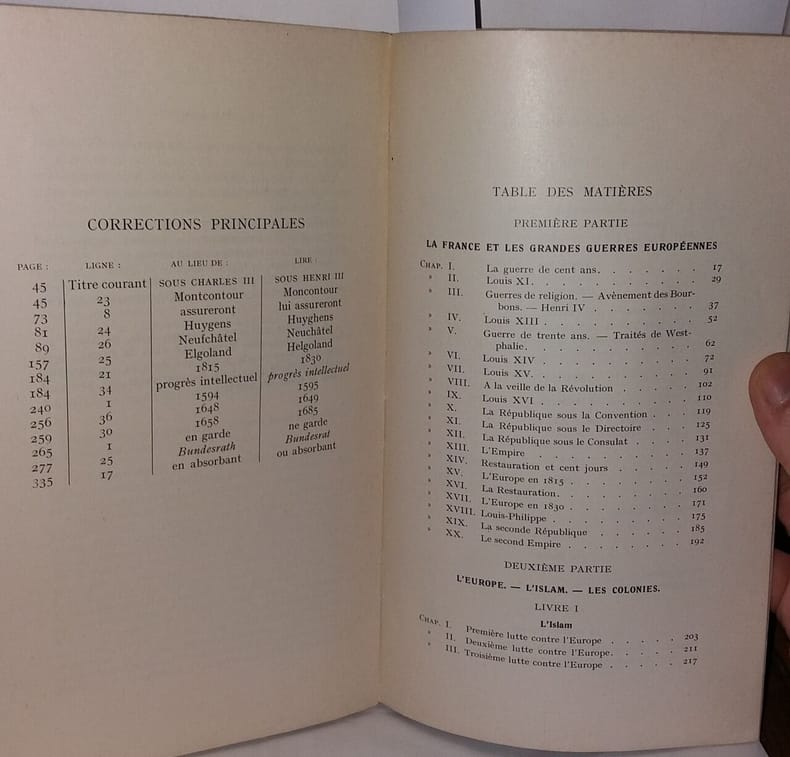 CORRECTIONS PRINCIPALES
PAGE : LIGNE : AU LIEU DE : LIRE :
45 Titre courant SOUS CHARLES III SOUS HENRI III
45 23 Montcontour Moncontour
73 8 assureront lui assureront
81 24 Huygens Huyghens
89 26 Neufchâtel Neuchâtel
157 25 Elgoland Helgoland
184 21 1815 1830
184 34 progrès intellectuel progrès intellectuel
240 1 1594 1595
256 36 1648 1649
259 30 1658 1685
265 1 en garde ne garde
277 25 Bundesrath Bundesrat
335 17 en absorbant ou absorbant
TABLE DES MATIÈRES
PREMIÈRE PARTIE
LA FRANCE ET LES GRANDES GUERRES EUROPÉENNES
CHAP. I. La guerre de cent ans. . . . . . . 17
» II. Louis XI. . . . . . . . . . 29
» III. Guerres de religion. — Avènement des Bour-
bons. — Henri IV . . . . . . . 37
» IV. Louis XIII . . . . . . . . . 52
» V. Guerre de trente ans. — Traités de West-
phalie. . . . . . . . . . . 62
» VI. Louis XIV . . . . . . . . . 72
» VII. Louis XV. . . . . . . . . . 91
» VIII. A la veille de la Révolution . . . . . 102
» IX. Louis XVI . . . . . . . . . 110
» X. La République sous la Convention . . . 119
» XI. La République sous le Directoire . . . 125
» XII. La République sous le Consulat . . . . 131
» XIII. L'Empire . . . . . . . . . 137
» XIV. Restauration et cent jours . . . . . 149
» XV. L'Europe en 1815 . . . . . . . 152
» XVI. La Restauration. . . . . . . . 160
» XVII. L'Europe en 1830 . . . . . . . 171
» XVIII. Louis-Philippe . . . . . . . . 175
» XIX. La seconde République . . . . . . 185
» XX. Le second Empire . . . . . . . 192
DEUXIÈME PARTIE
L'EUROPE. — L'ISLAM. — LES COLONIES.
LIVRE I
L'Islam
CHAP. I. Première lutte contre l'Europe . . . . . 203
» II. Deuxième lutte contre l'Europe. . . . . 211
» III. Troisième lutte contre l'Europe . . . . . 217